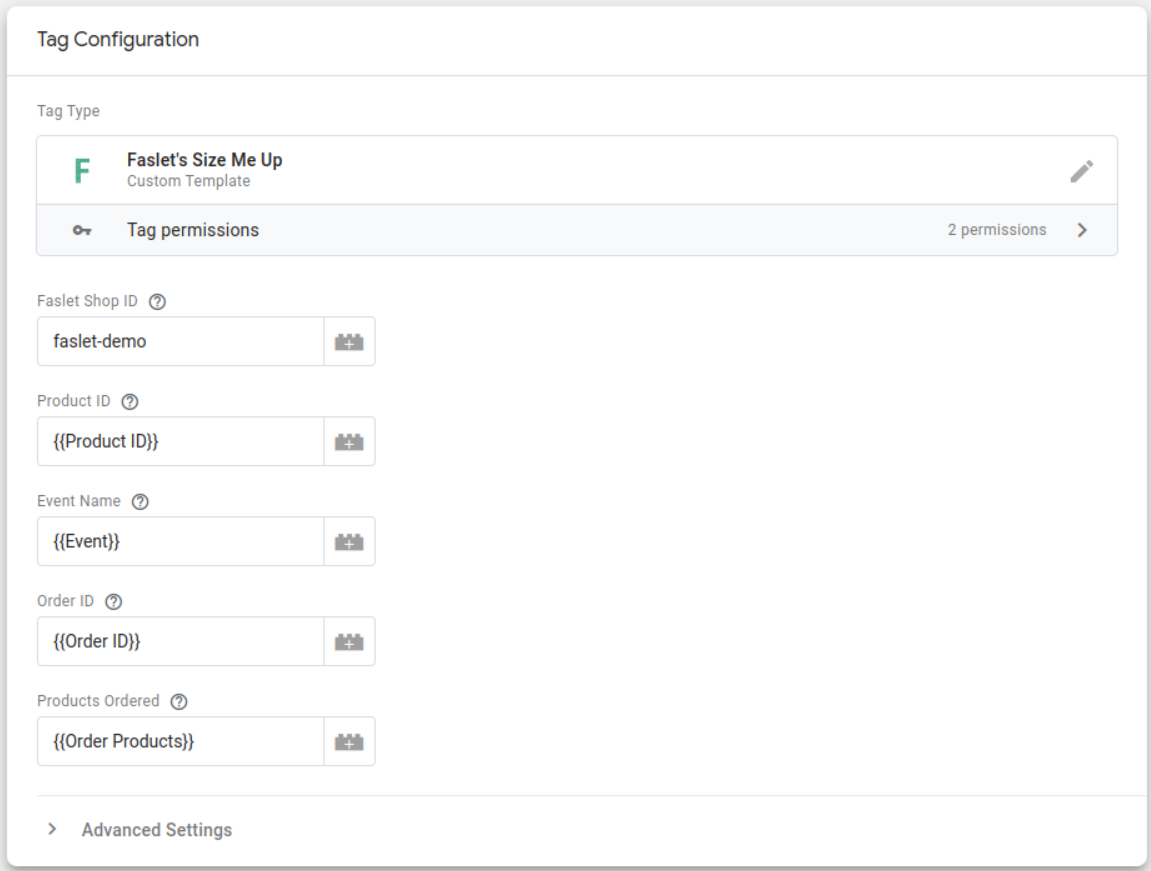 Tag Configuration
Tag Type
F
Faslet's Size Me Up
Custom Template
Tag permissions
2 permissions
Faslet Shop ID
faslet-demo
Product ID
{{Product ID}}
Event Name
{{Event}}
Order ID
{{Order ID}}
Products Ordered
{{Order Products}}
Advanced Settings